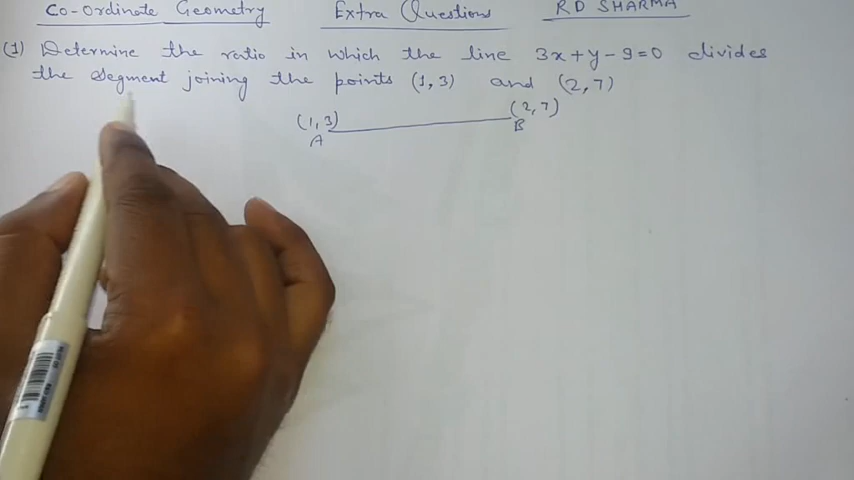 Co-Ordinate Geometry Extra Questions RD SHARMA
(1) Determine the ratio in which the line 3x+y-9=0 divides
the segment joining the points (1,3) and (2,7)
(1,3) (2,7)
A B